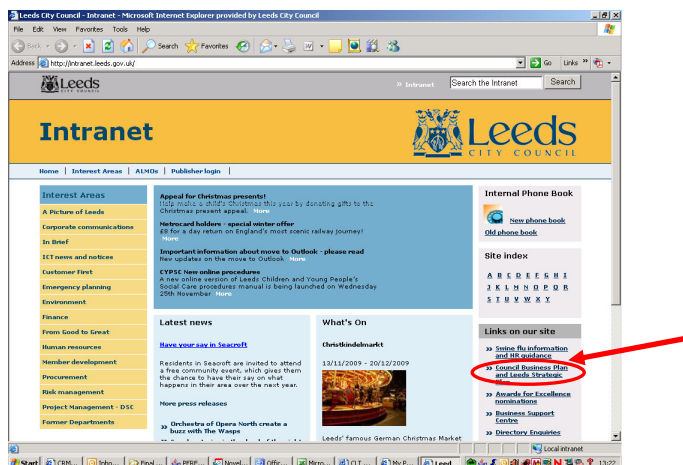 Leeds City Council - Intranet - Microsoft Internet Explorer provided by Leeds City Council
File Edit View Favorites Tools Help
Back Search Favorites
Address http://intranet.leeds.gov.uk/ Go Links »
Leeds
CITY COUNCIL
» Intranet Search the Intranet Search
Intranet
Leeds
CITY COUNCIL
Home | Interest Areas | ALMOs | Publisher login |
Interest Areas
A Picture of Leeds
Corporate communications
In Brief
ICT news and notices
Customer First
Emergency planning
Environment
Finance
From Good to Great
Human resources
Member development
Procurement
Risk management
Project Management - DSC
Former Departments
Appeal for Christmas presents!
Help make a child's Christmas this year by donating gifts to the
Christmas present appeal. More
Metrocard holders - special winter offer
£8 for a day return on England's most scenic railway journey!
More
Important information about move to Outlook - please read
New updates on the move to Outlook More
CYPSC New online procedures
A new online version of Leeds Children and Young People's
Social Care procedures manual is being launched on Wednesday
25th November More
Latest news
Have your say in Seacroft
Residents in Seacroft are invited to attend
a free community event, which gives them
the chance to have their say on what
happens in their area over the next year.
More press releases
» Orchestra of Opera North create a
buzz with The Wasps
What's On
Christkindelmarkt
13/11/2009 - 20/12/2009
Leeds' famous German Christmas Market
Internal Phone Book
New phone book
Old phone book
Site index
A B C D E F G H I
J K L M N O P Q R
S T U V W X Y
Links on our site
» Swine flu information
and HR guidance
» Council Business Plan
and Leeds Strategic
Plan
» Awards for Excellence
nominations
» Business Support
Centre
» Directory Enquiries
Local intranet
Start CRM... Inbo... Final ... PERF... Novel... Offic... Micro... CLT ... My P... Leed... 13:22